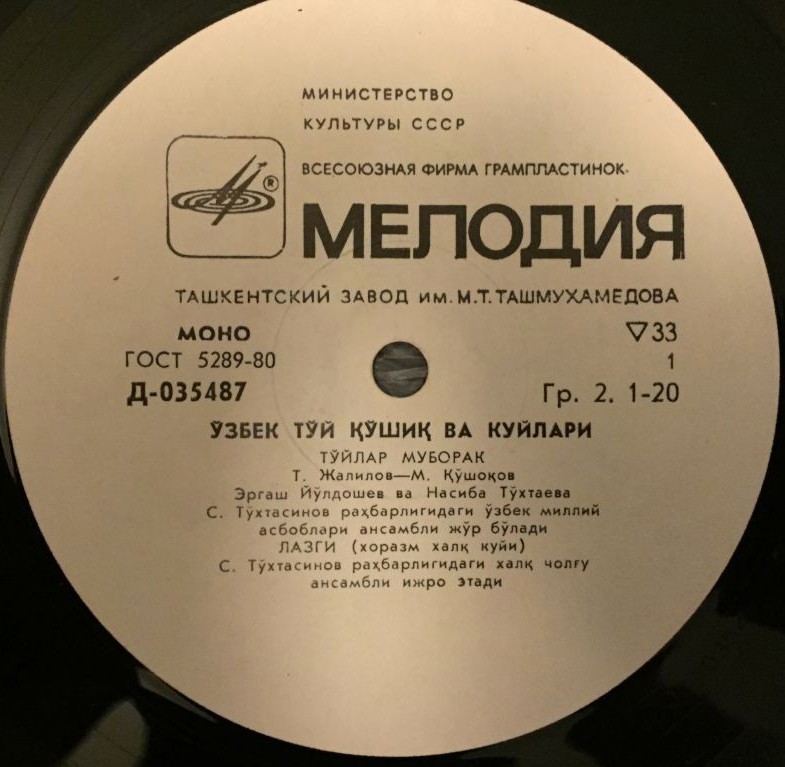 МИНИСТЕРСТВО
КУЛЬТУРЫ СССР
ВСЕСОЮЗНАЯ ФИРМА ГРАМПЛАСТИНОК
®
МЕЛОДИЯ
ТАШКЕНТСКИЙ ЗАВОД ИМ. М.Т. ТАШМУХАМЕДОВА
МОНО ▽33
ГОСТ 5289-80 1
Д-035487 Гр. 2. 1-20
ЎЗБЕК ТЎЙ ҚЎШИҚ ВА КУЙЛАРИ
ТЎЙЛАР МУБОРАК
Т. Жалилов—М. Қўшоқов
Эргаш Йўлдошев ва Насиба Тўхтаева
С. Тўхтасинов раҳбарлигидаги ўзбек миллий
асбоблари ансамбли жўр бўлади
ЛАЗГИ (хоразм халқ куйи)
С. Тўхтасинов раҳбарлигидаги халқ чолғу
ансамбли ижро этади